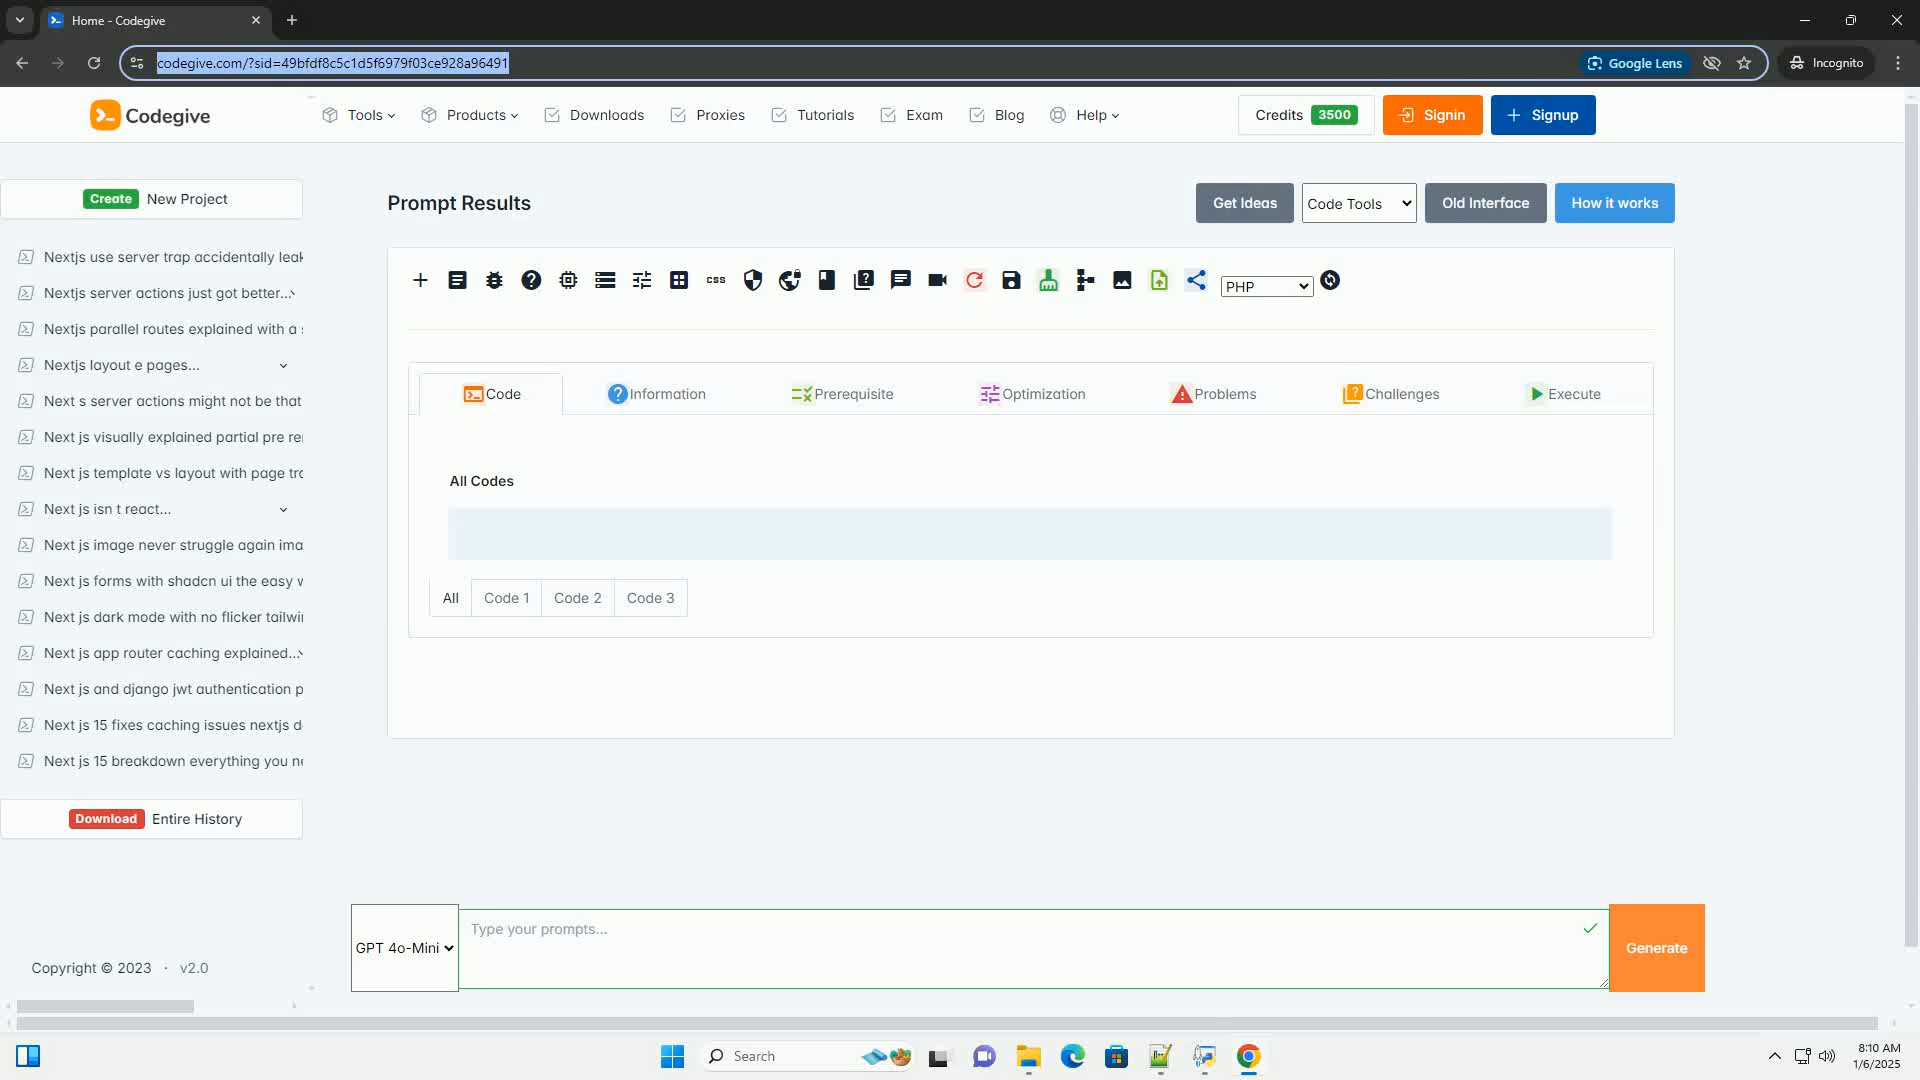 Home - Codegive
codegive.com/?sid=49bfdf8c5c1d5f6979f03ce928a96491
Google Lens
Incognito
Codegive
Tools
Products
Downloads
Proxies
Tutorials
Exam
Blog
Help
Credits 3500
Signin
Signup
Create New Project
Nextjs use server trap accidentally leak
Nextjs server actions just got better...
Nextjs parallel routes explained with a s
Nextjs layout e pages...
Next s server actions might not be that
Next js visually explained partial pre re
Next js template vs layout with page tra
Next js isn t react...
Next js image never struggle again ima
Next js forms with shadcn ui the easy w
Next js dark mode with no flicker tailwi
Next js app router caching explained...
Next js and django jwt authentication p
Next js 15 fixes caching issues nextjs d
Next js 15 breakdown everything you ne
Download Entire History
Copyright © 2023 · v2.0
Prompt Results
Get Ideas
Code Tools
Old Interface
How it works
css
PHP
Code
Information
Prerequisite
Optimization
Problems
Challenges
Execute
All Codes
All
Code 1
Code 2
Code 3
GPT 4o-Mini
Type your prompts...
Generate
Search
8:10 AM
1/6/2025